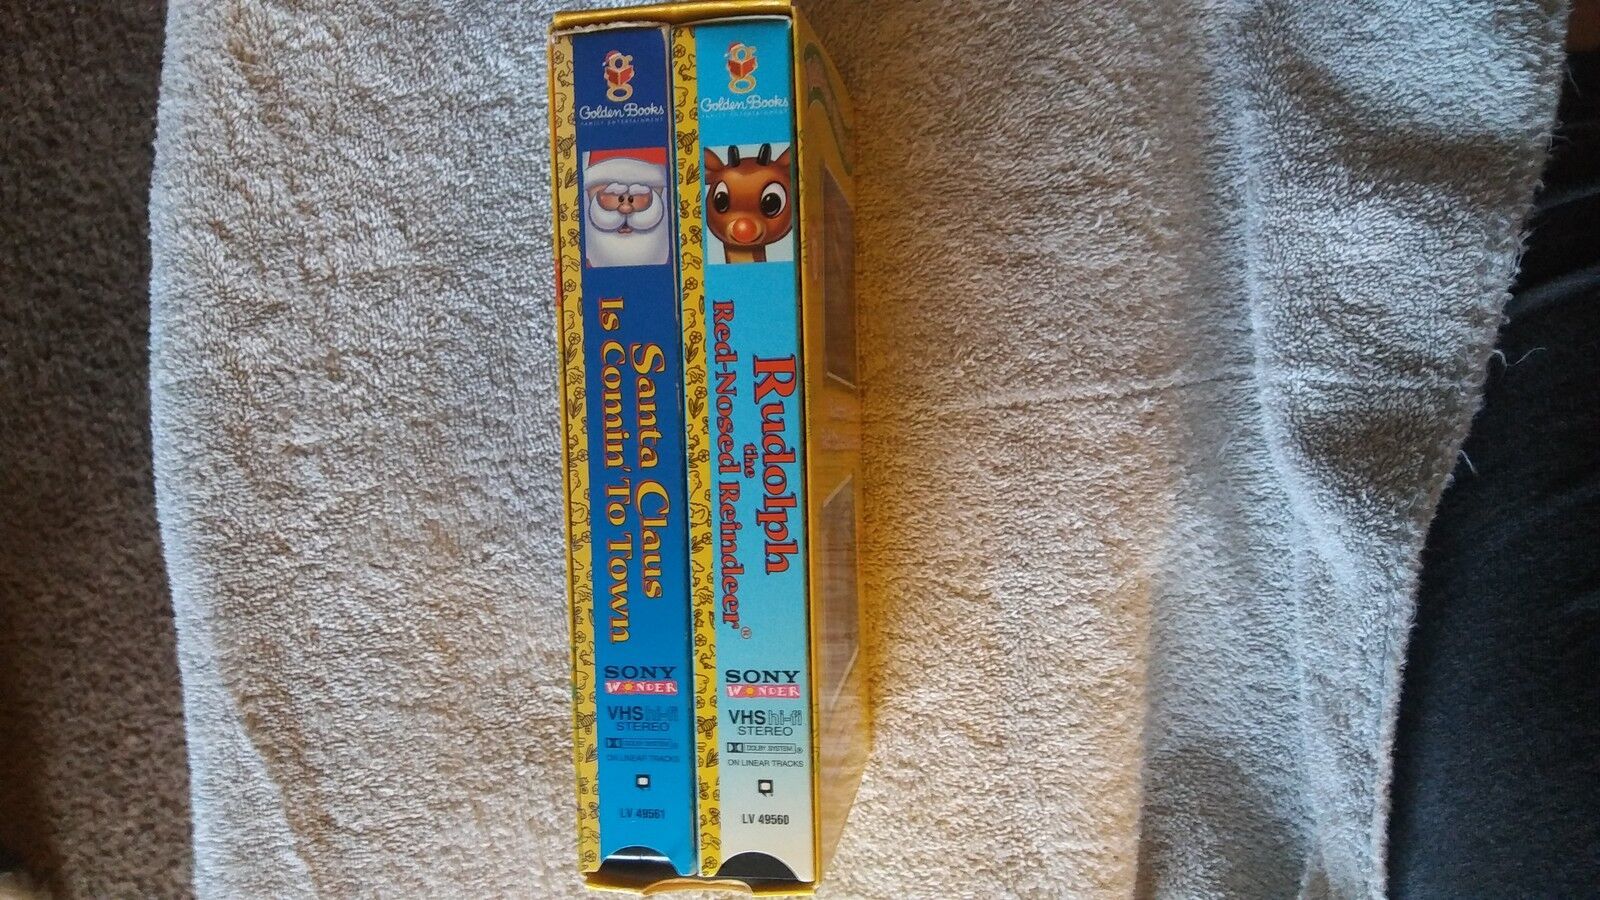 Golden Books
FAMILY ENTERTAINMENT
Santa Claus
Is Comin' To Town
SONY
WONDER
VHS hi-fi
STEREO
DOLBY SYSTEM ®
ON LINEAR TRACKS
LV 49561
Golden Books
FAMILY ENTERTAINMENT
Rudolph
the
Red-Nosed Reindeer®
SONY
WONDER
VHS hi-fi
STEREO
DOLBY SYSTEM ®
ON LINEAR TRACKS
LV 49560